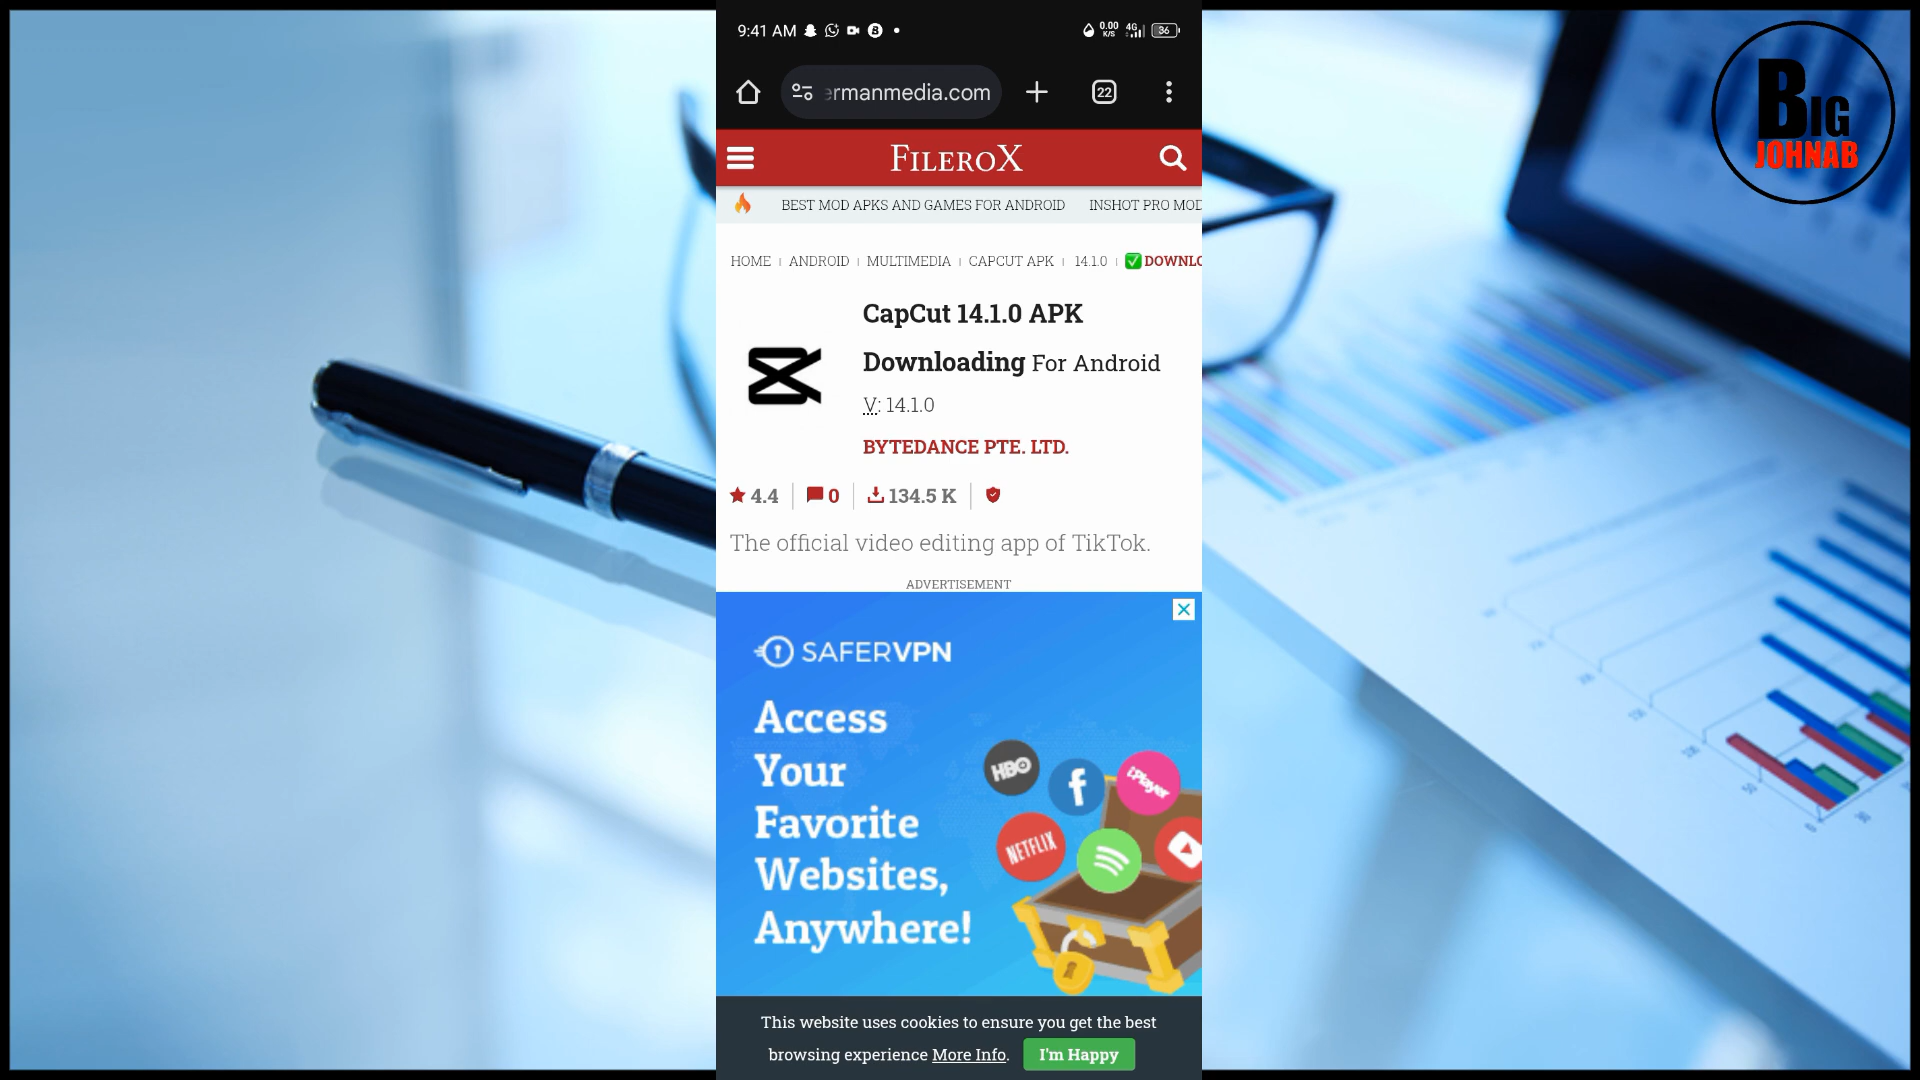 9:41 AM
0.00
K/S
4G
36
ermanmedia.com
22
BIG
JOHNAB
FILEROX
BEST MOD APKS AND GAMES FOR ANDROID
INSHOT PRO MOD
HOME
ANDROID
MULTIMEDIA
CAPCUT APK
14.1.0
✅ DOWNLO
CapCut 14.1.0 APK
Downloading For Android
V: 14.1.0
BYTEDANCE PTE. LTD.
4.4
0
134.5 K
The official video editing app of TikTok.
ADVERTISEMENT
SAFERVPN
Access
Your
Favorite
Websites,
Anywhere!
HBO
iPlayer
NETFLIX
This website uses cookies to ensure you get the best
browsing experience More Info.
I'm Happy